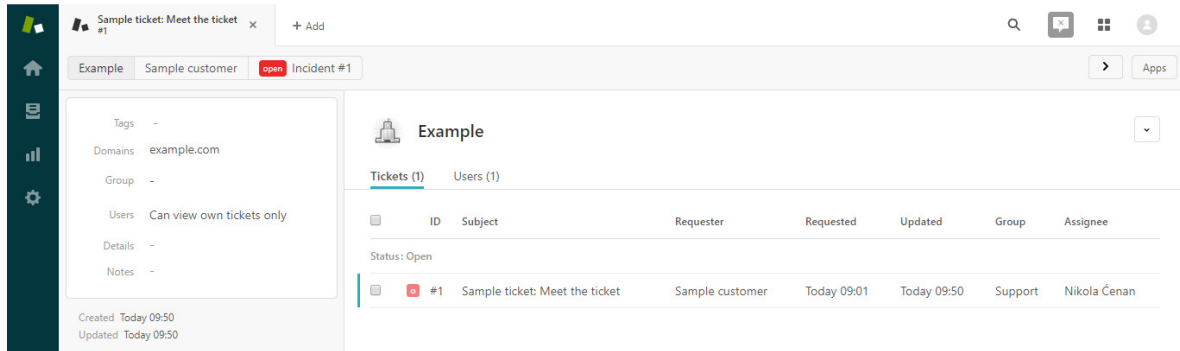 Sample ticket: Meet the ticket
#1
+ Add
Example Sample customer open Incident #1
Apps
Tags -
Domains example.com
Group -
Users Can view own tickets only
Details -
Notes -
Created Today 09:50
Updated Today 09:50
Example
Tickets (1) Users (1)
ID Subject Requester Requested Updated Group Assignee
Status: Open
o #1 Sample ticket: Meet the ticket Sample customer Today 09:01 Today 09:50 Support Nikola Ćenan